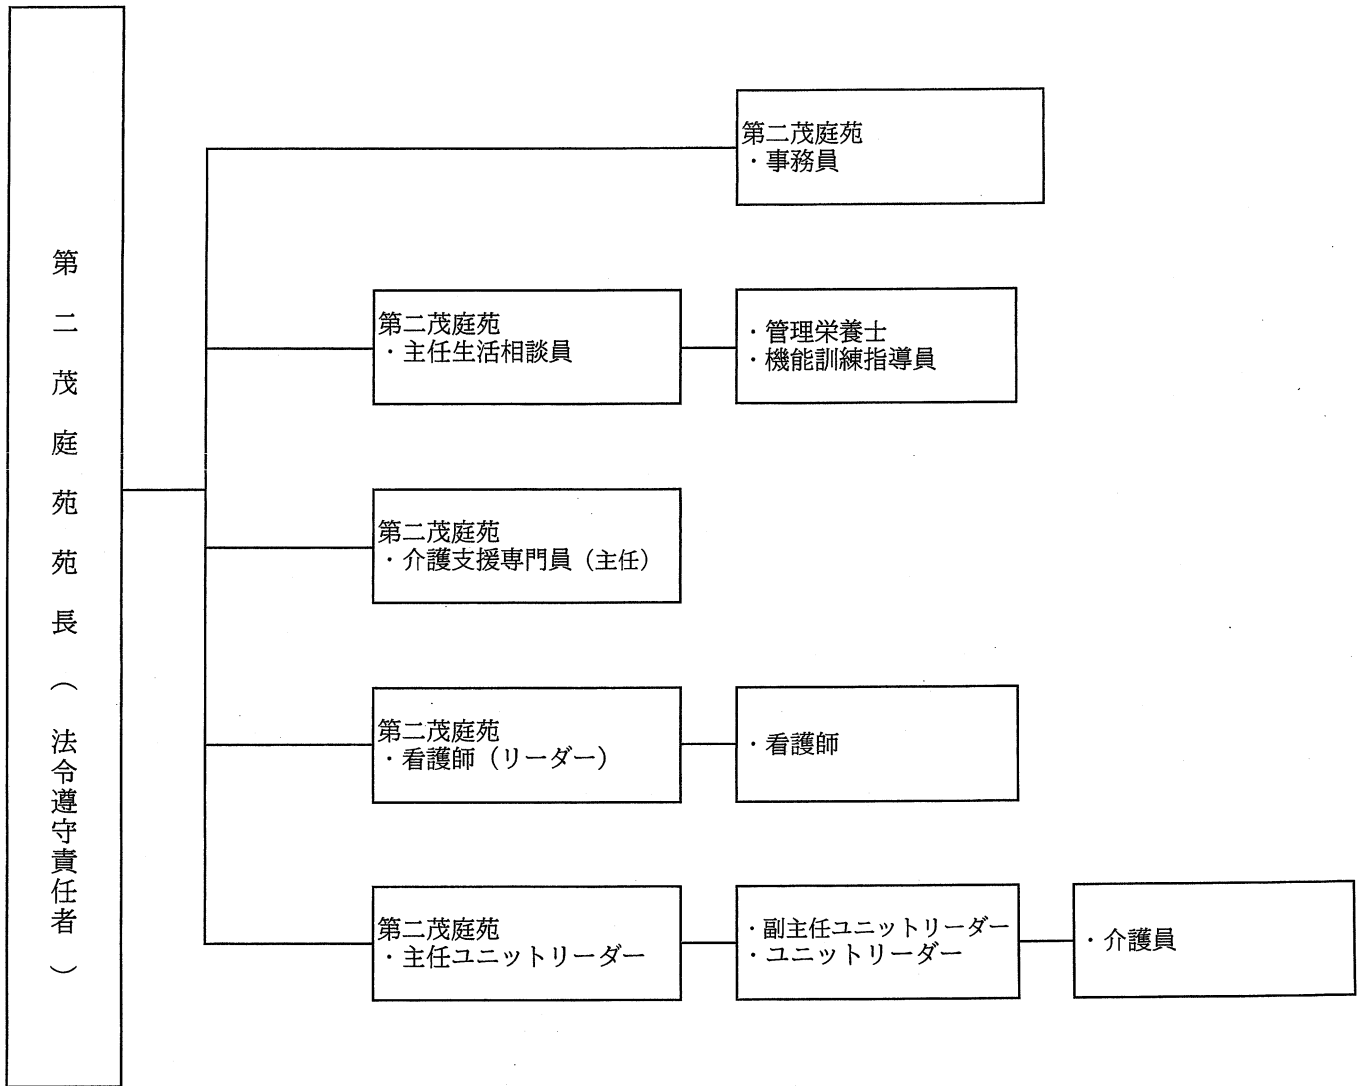 第二茂庭苑苑長（法令遵守責任者）
第二茂庭苑
・事務員
第二茂庭苑
・主任生活相談員
・管理栄養士
・機能訓練指導員
第二茂庭苑
・介護支援専門員（主任）
第二茂庭苑
・看護師（リーダー）
・看護師
第二茂庭苑
・主任ユニットリーダー
・副主任ユニットリーダー
・ユニットリーダー
・介護員